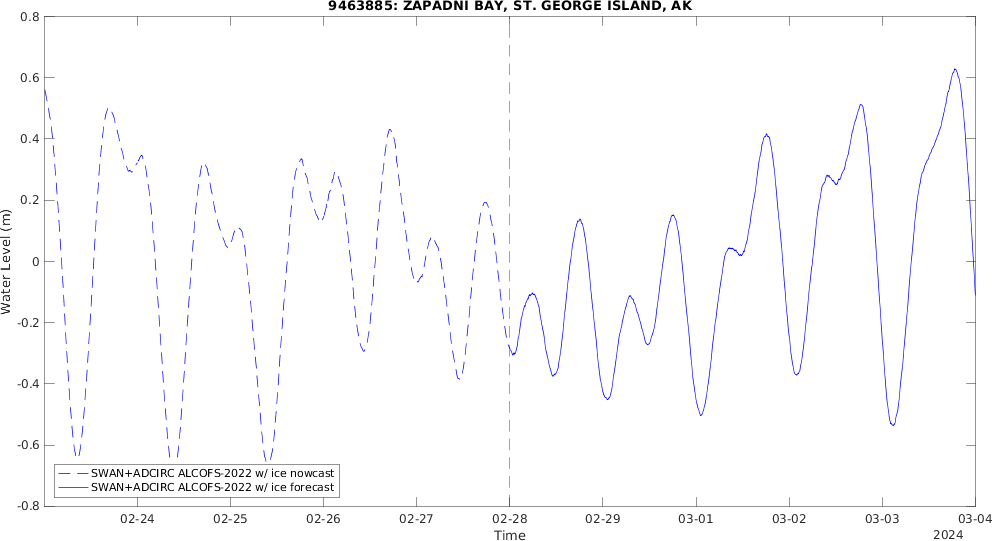 9463885: ZAPADNI BAY, ST. GEORGE ISLAND, AK
0.8
0.6
0.4
0.2
0
-0.2
-0.4
-0.6
-0.8
Water Level (m)
SWAN+ADCIRC ALCOFS-2022 w/ ice nowcast
SWAN+ADCIRC ALCOFS-2022 w/ ice forecast
02-24 02-25 02-26 02-27 02-28 02-29 03-01 03-02 03-03 03-04
Time
2024